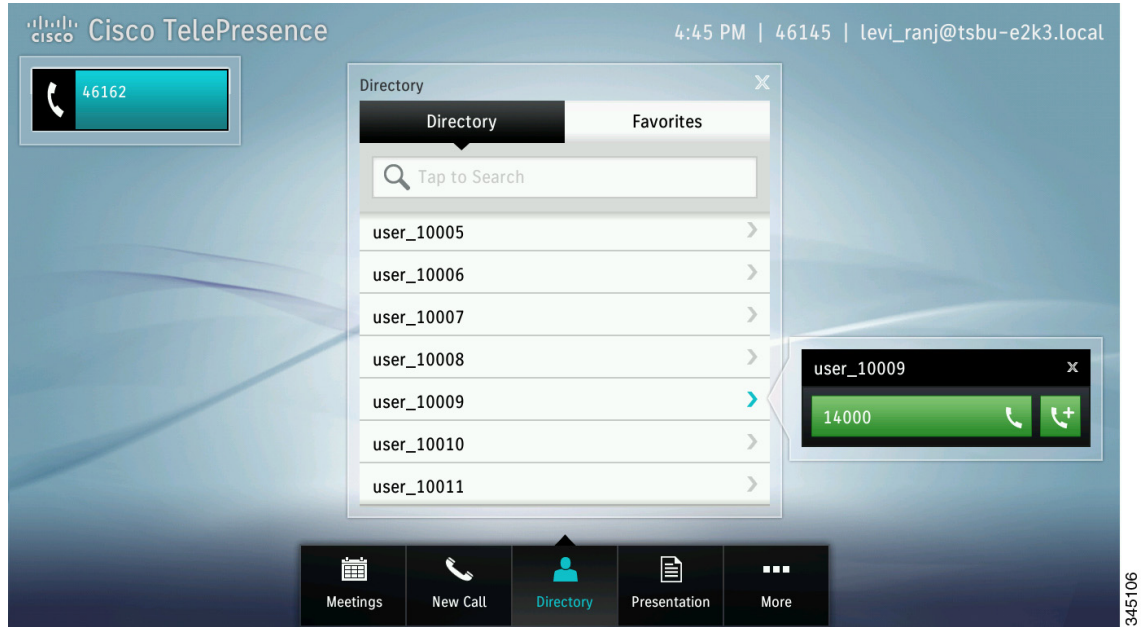 cisco Cisco TelePresence
4:45 PM | 46145 | levi_ranj@tsbu-e2k3.local
46162
Directory X
Directory Favorites
Tap to Search
user_10005
user_10006
user_10007
user_10008
user_10009
user_10010
user_10011
user_10009 X
14000
Meetings New Call Directory Presentation More
345106